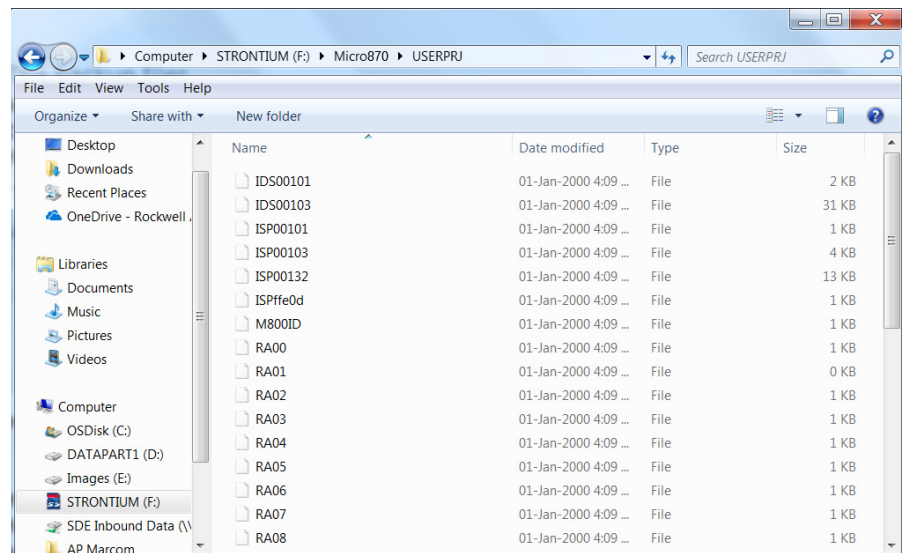 Computer STRONTIUM (F:) Micro870 USERPRJ Search USERPRJ
File Edit View Tools Help
Organize Share with New folder
Desktop
Downloads
Recent Places
OneDrive - Rockwell
Libraries
Documents
Music
Pictures
Videos
Computer
OSDisk (C:)
DATAPART1 (D:)
Images (E:)
STRONTIUM (F:)
SDE Inbound Data (\\
AP Marcom
Name Date modified Type Size
IDS00101 01-Jan-2000 4:09 ... File 2 KB
IDS00103 01-Jan-2000 4:09 ... File 31 KB
ISP00101 01-Jan-2000 4:09 ... File 1 KB
ISP00103 01-Jan-2000 4:09 ... File 4 KB
ISP00132 01-Jan-2000 4:09 ... File 13 KB
ISPffe0d 01-Jan-2000 4:09 ... File 1 KB
M800ID 01-Jan-2000 4:09 ... File 1 KB
RA00 01-Jan-2000 4:09 ... File 1 KB
RA01 01-Jan-2000 4:09 ... File 0 KB
RA02 01-Jan-2000 4:09 ... File 1 KB
RA03 01-Jan-2000 4:09 ... File 1 KB
RA04 01-Jan-2000 4:09 ... File 1 KB
RA05 01-Jan-2000 4:09 ... File 1 KB
RA06 01-Jan-2000 4:09 ... File 1 KB
RA07 01-Jan-2000 4:09 ... File 1 KB
RA08 01-Jan-2000 4:09 ... File 1 KB